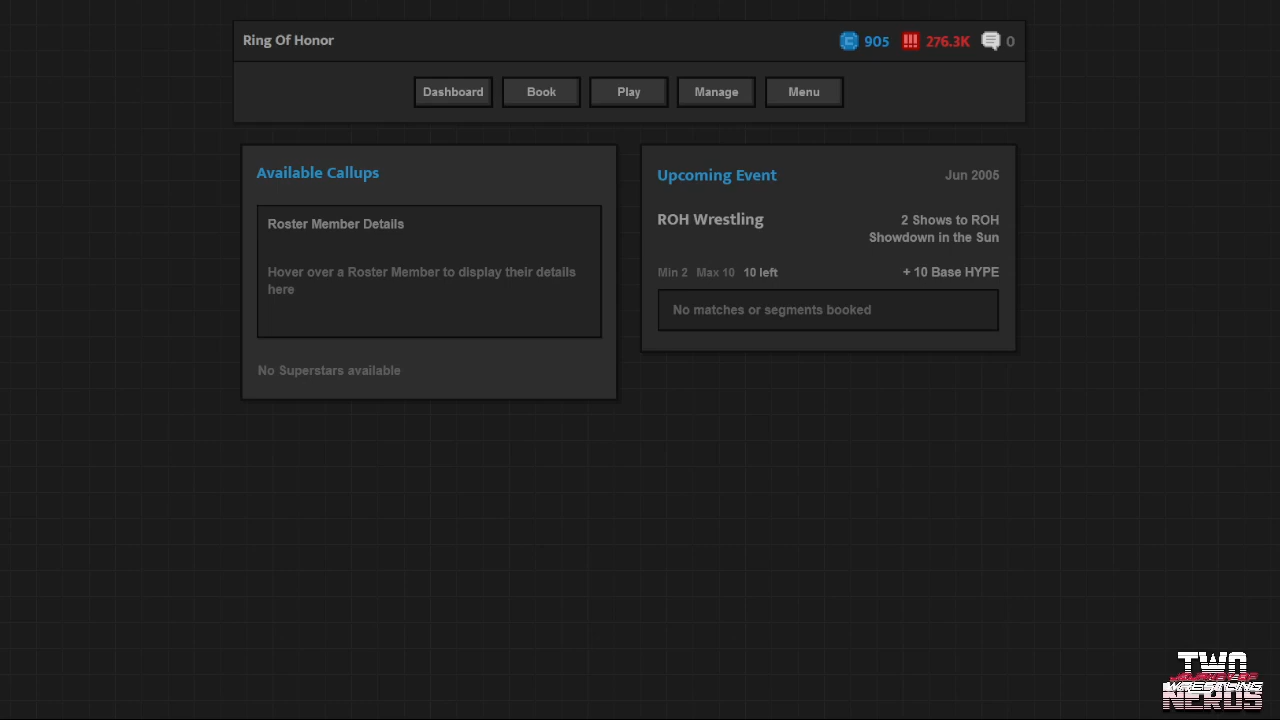 Ring Of Honor
905
276.3K
0
Dashboard
Book
Play
Manage
Menu
Available Callups
Roster Member Details
Hover over a Roster Member to display their details
here
No Superstars available
Upcoming Event
Jun 2005
ROH Wrestling
2 Shows to ROH
Showdown in the Sun
Min 2 Max 10 10 left
+ 10 Base HYPE
No matches or segments booked
TWO
WRESTLING
NERDS